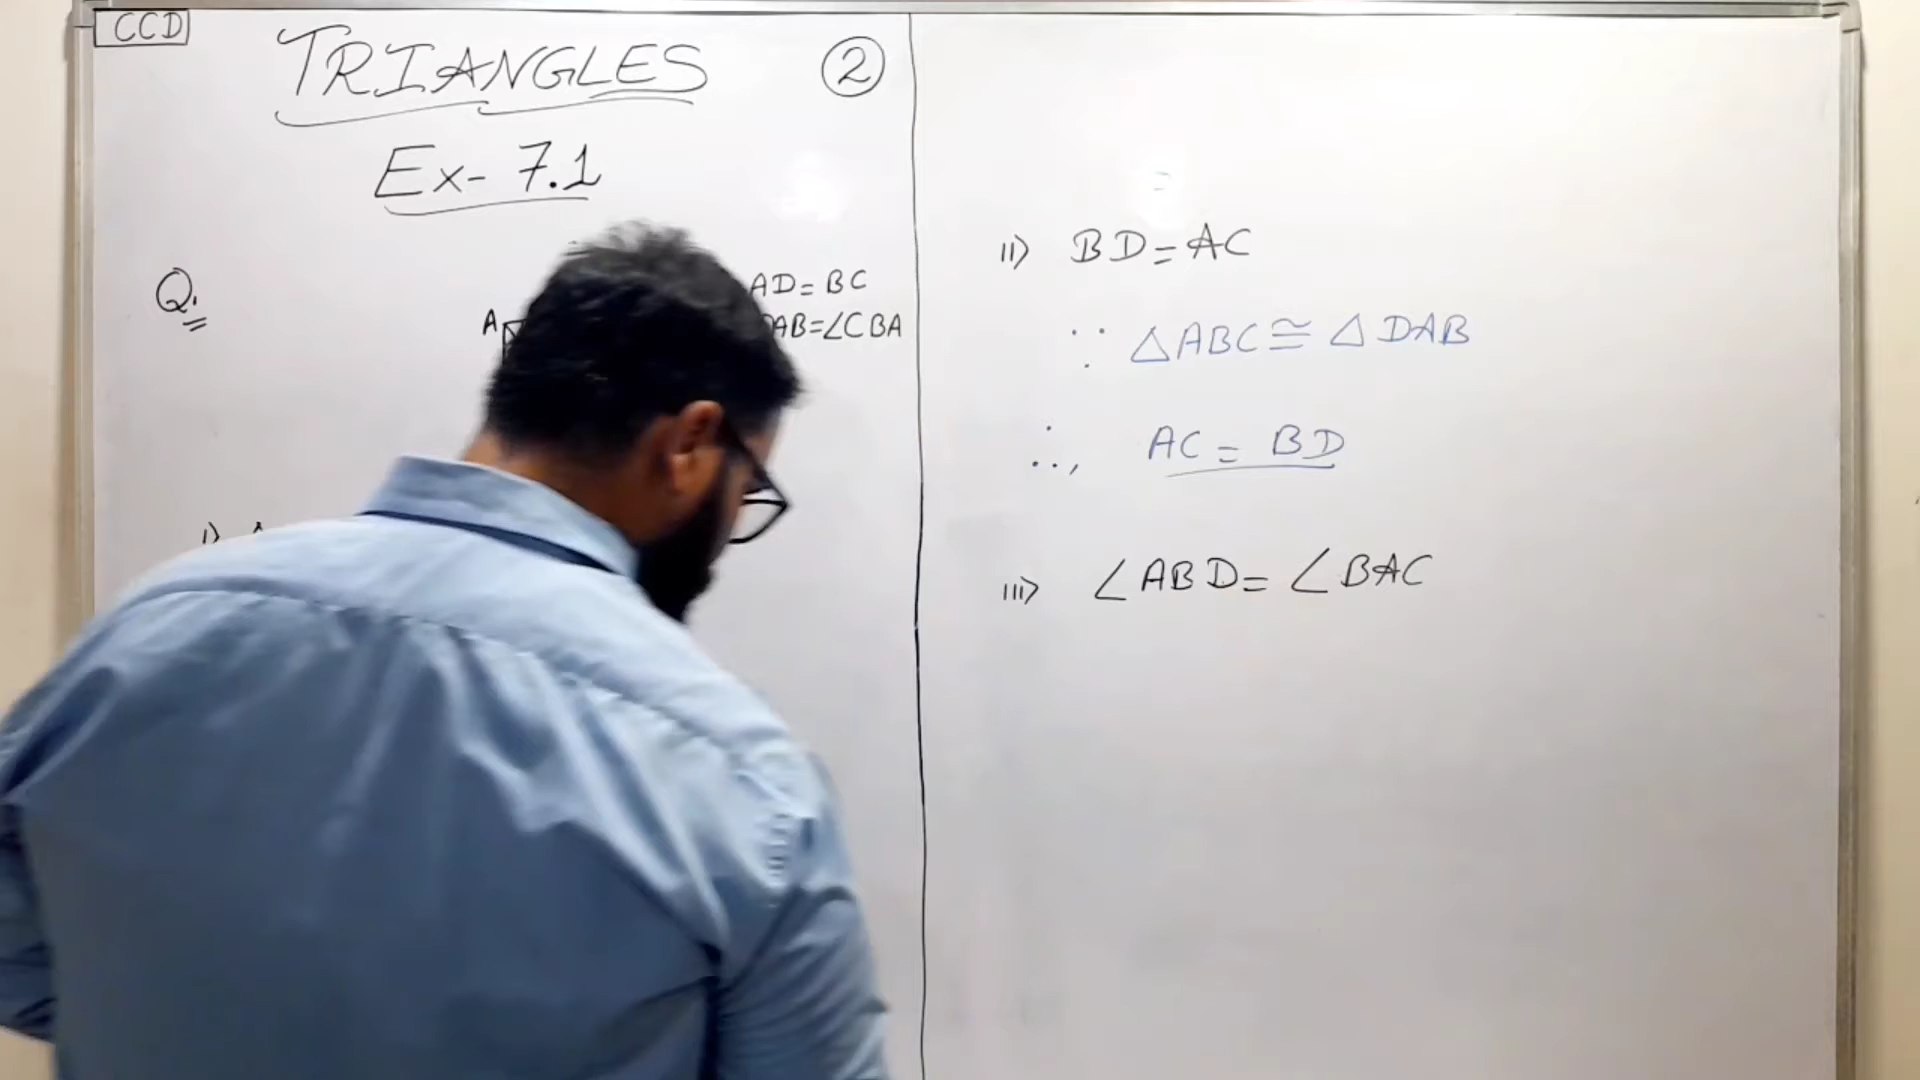 CCD
TRIANGLES
2
Ex- 7.1
Q.
AD = BC
A
DAB=∠CBA
i)
ii) BD = AC
∵ △ABC ≅ △DAB
∴, AC = BD
iii) ∠ABD = ∠BAC